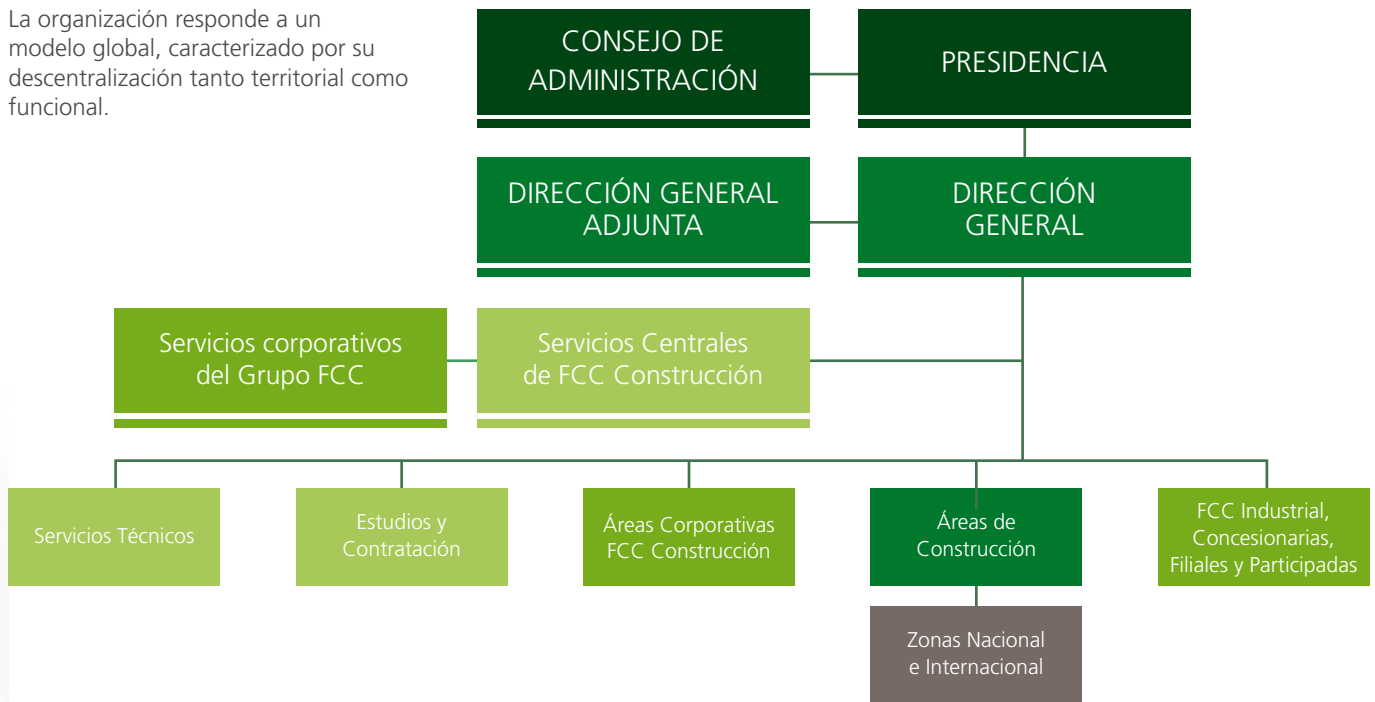 La organización responde a un
modelo global, caracterizado por su
descentralización tanto territorial como
funcional.
CONSEJO DE
ADMINISTRACIÓN
PRESIDENCIA
DIRECCIÓN GENERAL
ADJUNTA
DIRECCIÓN
GENERAL
Servicios corporativos
del Grupo FCC
Servicios Centrales
de FCC Construcción
Servicios Técnicos
Estudios y
Contratación
Áreas Corporativas
FCC Construcción
Áreas de
Construcción
FCC Industrial,
Concesionarias,
Filiales y Participadas
Zonas Nacional
e Internacional